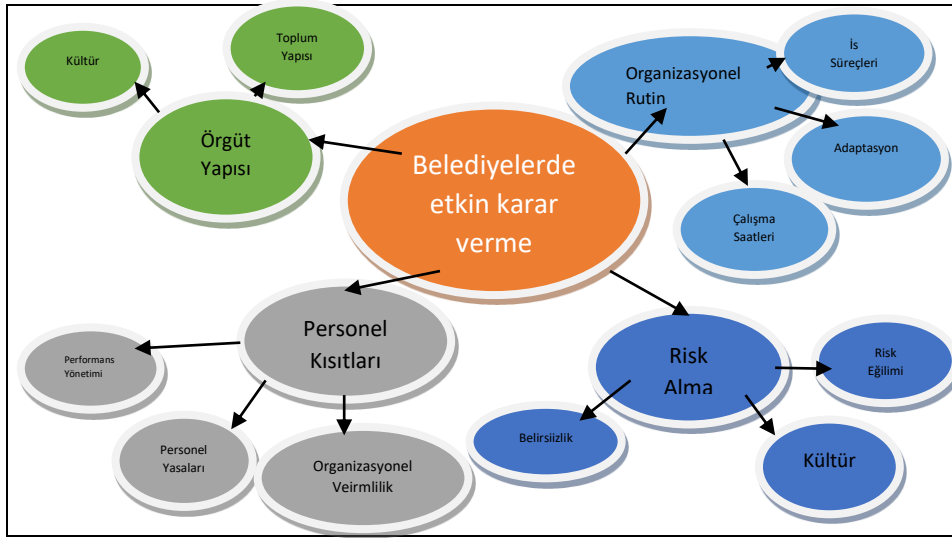 Toplum
Yapısı
Kültür
Örgüt
Yapısı
Belediyelerde
etkin karar
verme
Organizasyonel
Rutin
İs
Süreçleri
Adaptasyon
Çalışma
Saatleri
Personel
Kısıtları
Performans
Yönetimi
Personel
Yasaları
Organizasyonel
Veirmlilik
Risk
Alma
Risk
Eğilimi
Belirsiizlik
Kültür